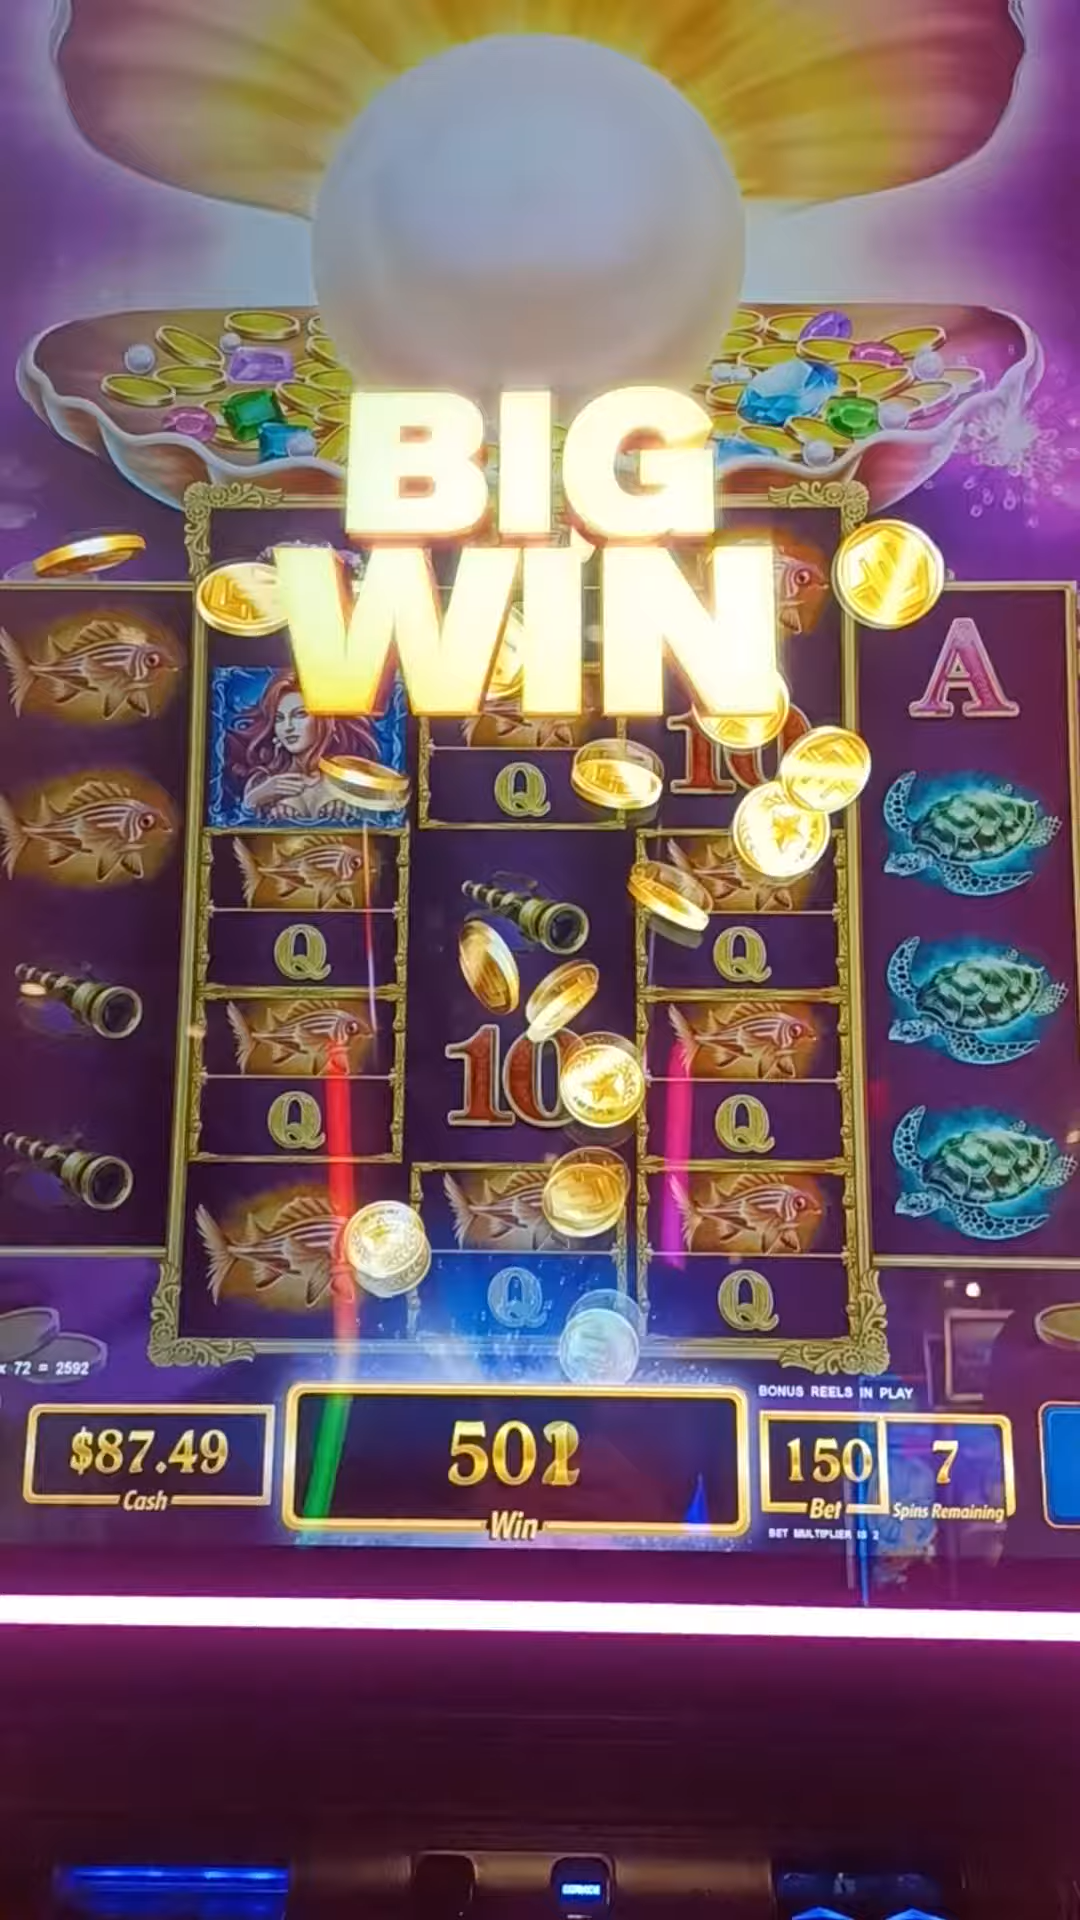 BIG
WIN
A
Q
10
Q
Q
10
Q
Q
Q
Q
x 72 = 2592
BONUS REELS IN PLAY
$87.49
150
7
Cash
Win
Bet
Spins Remaining
BET MULTIPLIER IS 2